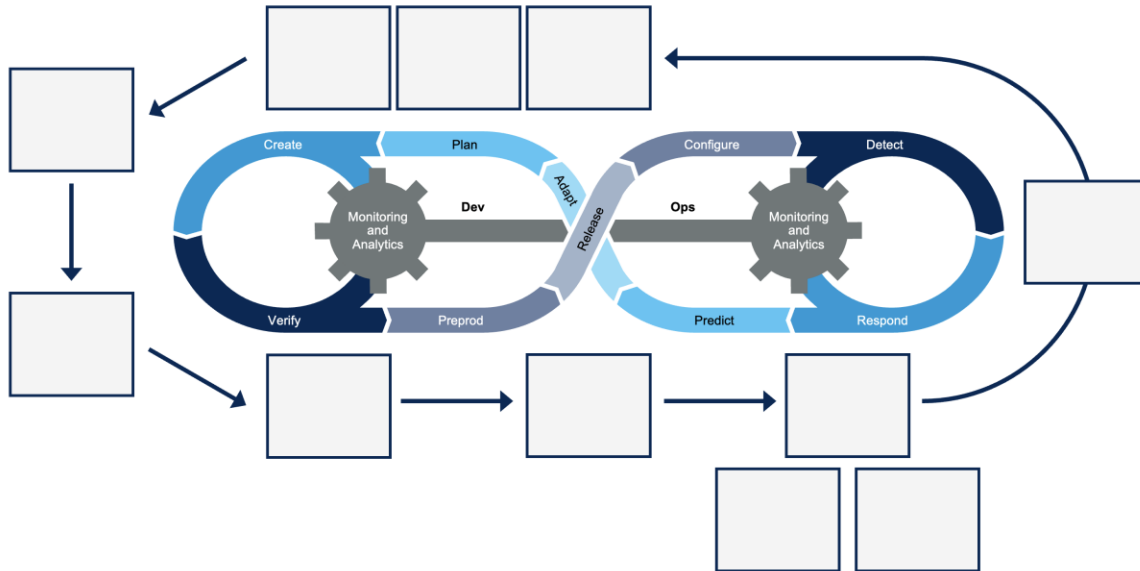 Create
Plan
Configure
Detect
Adapt
Dev
Ops
Monitoring
and
Analytics
Release
Monitoring
and
Analytics
Verify
Preprod
Predict
Respond